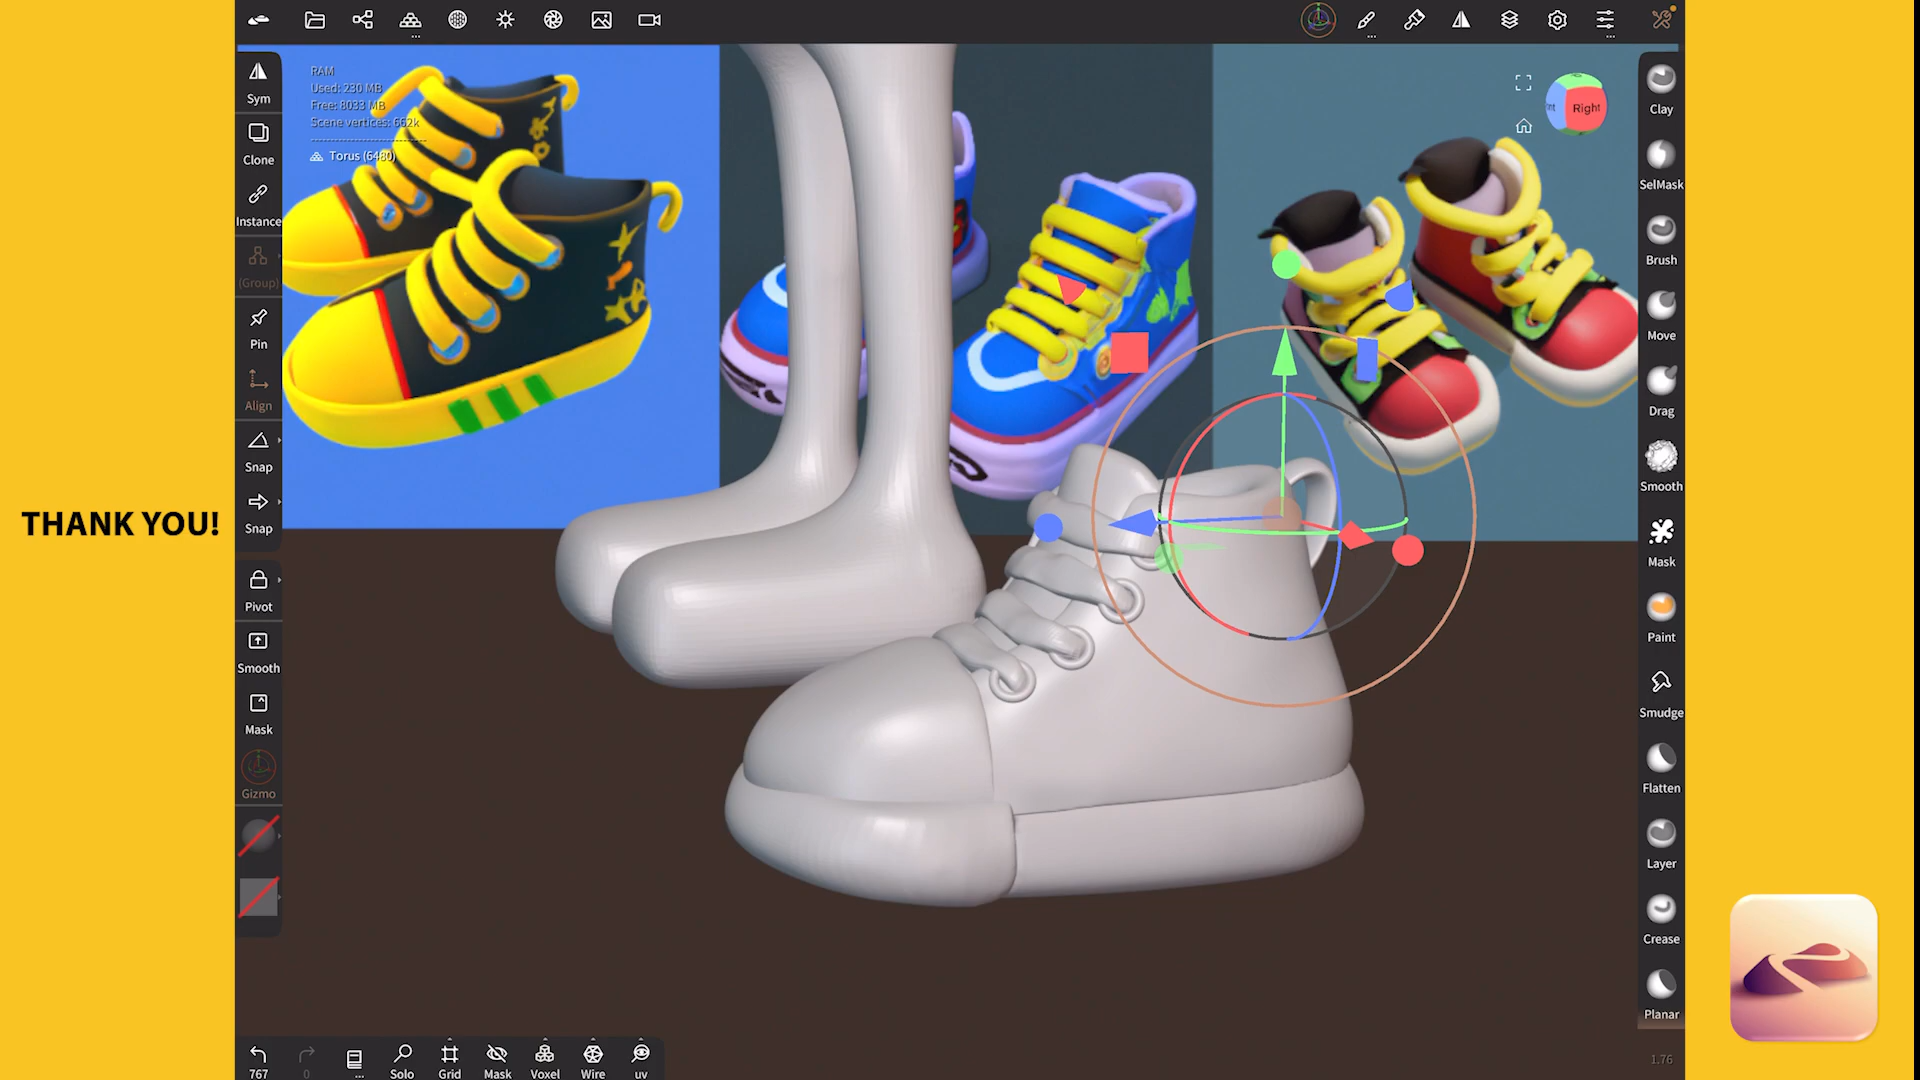 RAM
Used: 230 MB
Free: 8033 MB
Scene vertices: 662k
Torus (6480)
Sym
Clone
Instance
(Group)
Pin
Align
Snap
Snap
Pivot
Smooth
Mask
Gizmo
THANK YOU!
Right
Clay
SelMask
Brush
Move
Drag
Smooth
Mask
Paint
Smudge
Flatten
Layer
Crease
Planar
1.76
767
0
Solo
Grid
Mask
Voxel
Wire
uv